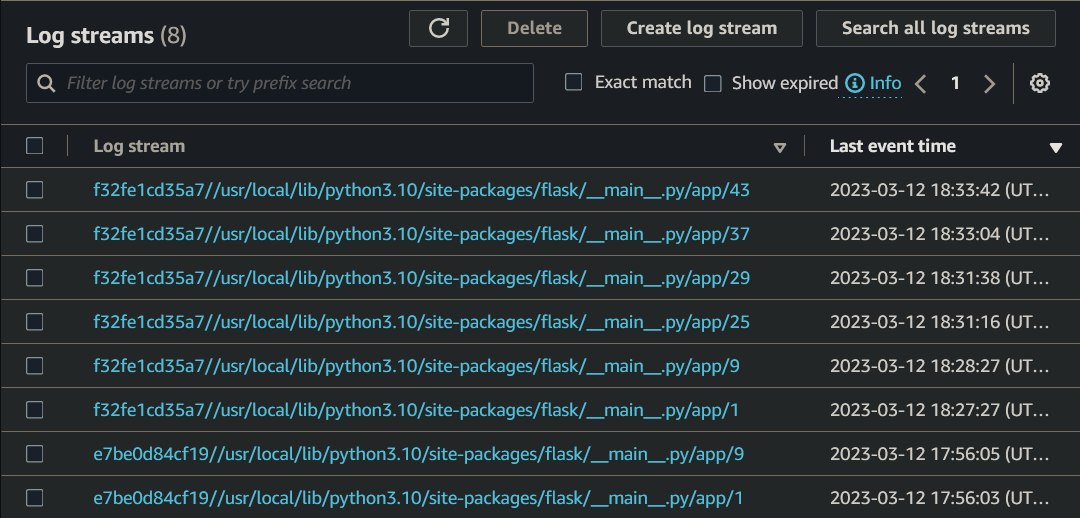 Log streams (8)
Delete
Create log stream
Search all log streams
Filter log streams or try prefix search
Exact match
Show expired
Info
1
Log stream
Last event time
f32fe1cd35a7//usr/local/lib/python3.10/site-packages/flask/__main__.py/app/43 2023-03-12 18:33:42 (UT...
f32fe1cd35a7//usr/local/lib/python3.10/site-packages/flask/__main__.py/app/37 2023-03-12 18:33:04 (UT...
f32fe1cd35a7//usr/local/lib/python3.10/site-packages/flask/__main__.py/app/29 2023-03-12 18:31:38 (UT...
f32fe1cd35a7//usr/local/lib/python3.10/site-packages/flask/__main__.py/app/25 2023-03-12 18:31:16 (UT...
f32fe1cd35a7//usr/local/lib/python3.10/site-packages/flask/__main__.py/app/9 2023-03-12 18:28:27 (UT...
f32fe1cd35a7//usr/local/lib/python3.10/site-packages/flask/__main__.py/app/1 2023-03-12 18:27:27 (UT...
e7be0d84cf19//usr/local/lib/python3.10/site-packages/flask/__main__.py/app/9 2023-03-12 17:56:05 (UT...
e7be0d84cf19//usr/local/lib/python3.10/site-packages/flask/__main__.py/app/1 2023-03-12 17:56:03 (UT...